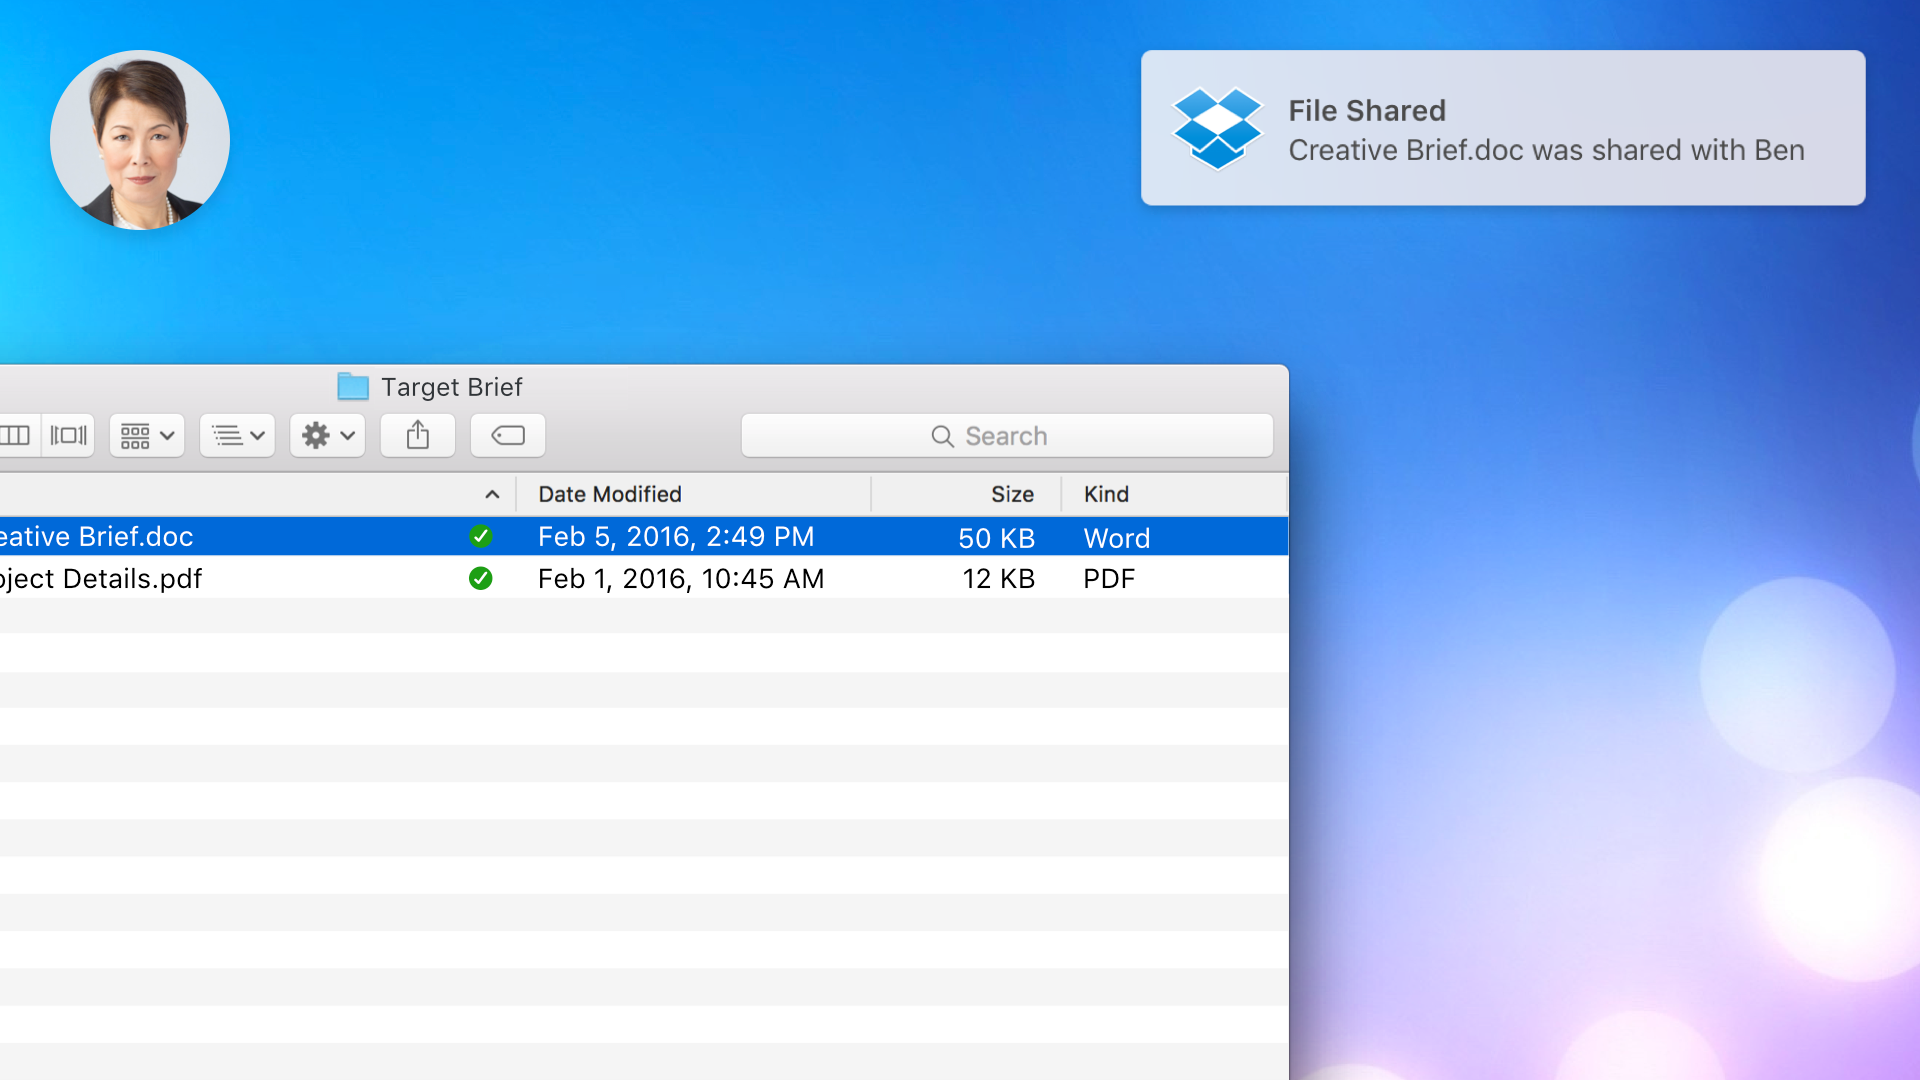 File Shared
Creative Brief.doc was shared with Ben
Target Brief
Search
Date Modified Size Kind
eative Brief.doc Feb 5, 2016, 2:49 PM 50 KB Word
oject Details.pdf Feb 1, 2016, 10:45 AM 12 KB PDF